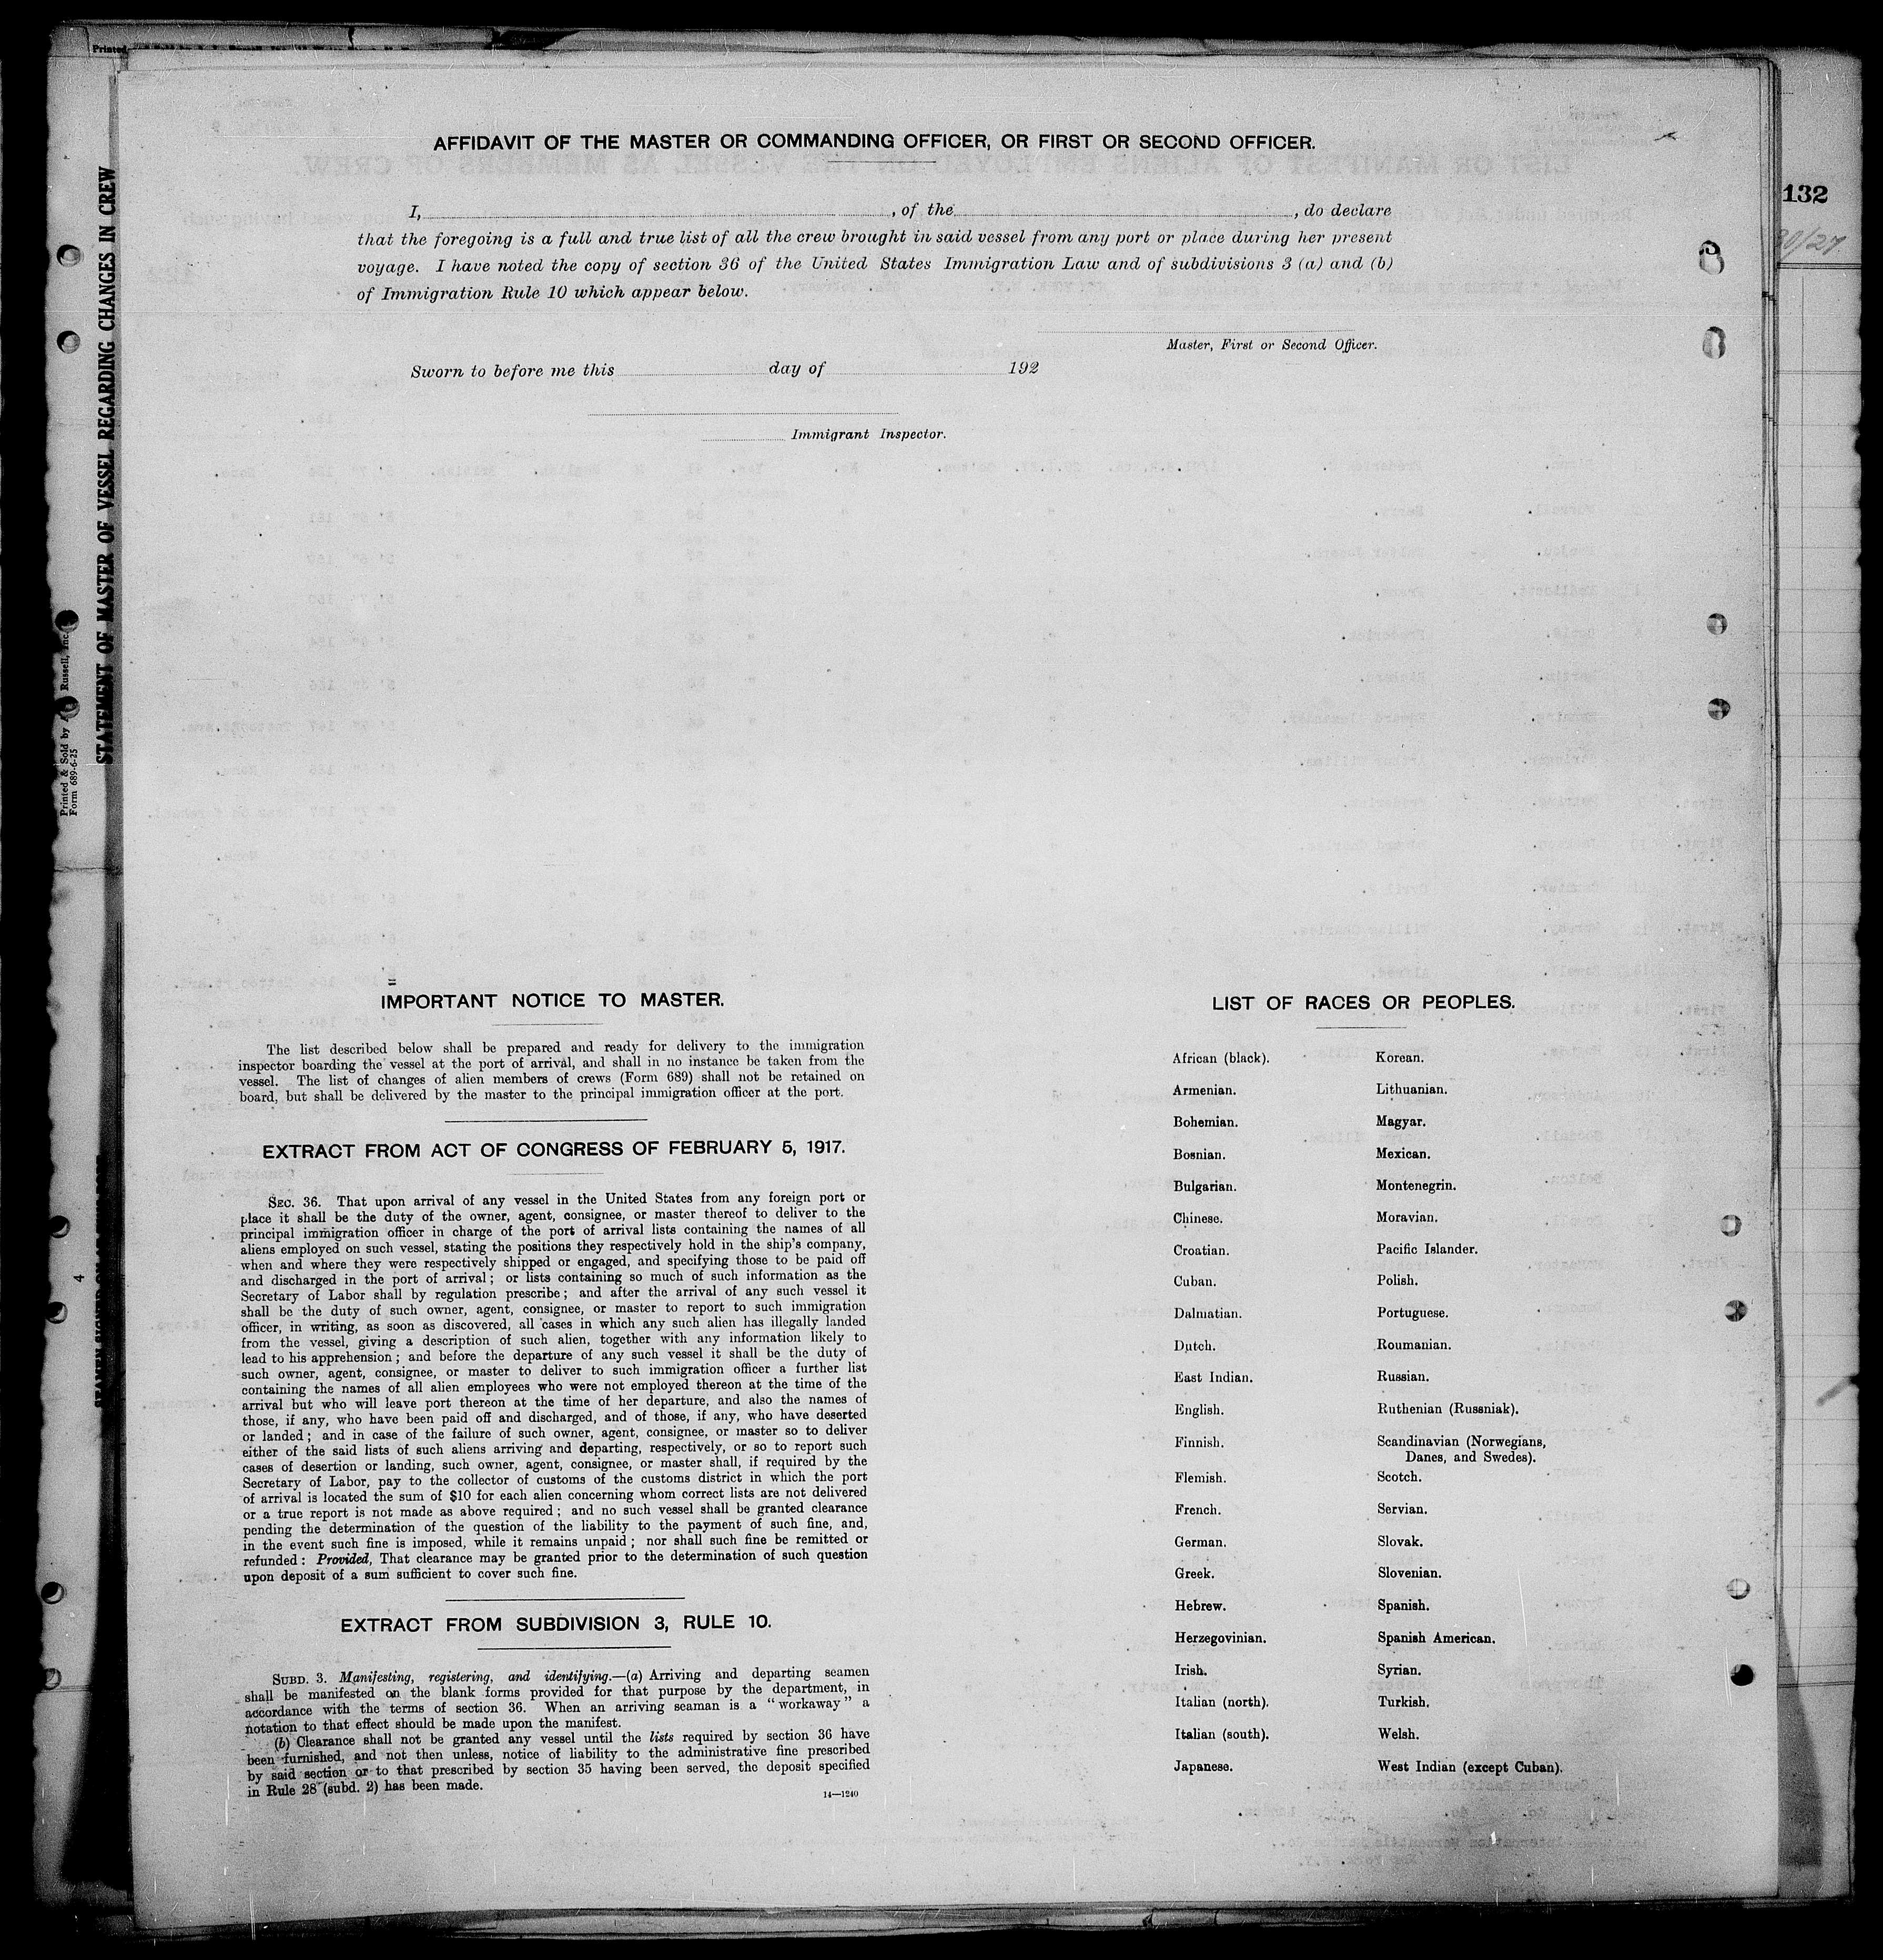 AFFIDAVIT OF THE MASTER OR COMMANDING OFFICER, OR FIRST OR SECOND OFFICER.
I, , of the , do declare
that the foregoing is a full and true list of all the crew brought in said vessel from any port or place during her present
voyage. I have noted the copy of section 36 of the United States Immigration Law and of subdivisions 3 (a) and (b)
of Immigration Rule 10 which appear below.
Master, First or Second Officer.
Sworn to before me this day of 192
Immigrant Inspector.
IMPORTANT NOTICE TO MASTER.
The list described below shall be prepared and ready for delivery to the immigration
inspector boarding the vessel at the port of arrival, and shall in no instance be taken from the
vessel. The list of changes of alien members of crews (Form 689) shall not be retained on
board, but shall be delivered by the master to the principal immigration officer at the port.
EXTRACT FROM ACT OF CONGRESS OF FEBRUARY 5, 1917.
SEC. 36. That upon arrival of any vessel in the United States from any foreign port or
place it shall be the duty of the owner, agent, consignee, or master thereof to deliver to the
principal immigration officer in charge of the port of arrival lists containing the names of all
aliens employed on such vessel, stating the positions they respectively hold in the ship's company,
when and where they were respectively shipped or engaged, and specifying those to be paid off
and discharged in the port of arrival; or lists containing so much of such information as the
Secretary of Labor shall by regulation prescribe; and after the arrival of any such vessel it
shall be the duty of such owner, agent, consignee, or master to report to such immigration
officer, in writing, as soon as discovered, all cases in which any such alien has illegally landed
from the vessel, giving a description of such alien, together with any information likely to
lead to his apprehension; and before the departure of any such vessel it shall be the duty of
such owner, agent, consignee, or master to deliver to such immigration officer a further list
containing the names of all alien employees who were not employed thereon at the time of the
arrival but who will leave port thereon at the time of her departure, and also the names of
those, if any, who have been paid off and discharged, and of those, if any, who have deserted
or landed; and in case of the failure of such owner, agent, consignee, or master so to deliver
either of the said lists of such aliens arriving and departing, respectively, or so to report such
cases of desertion or landing, such owner, agent, consignee, or master shall, if required by the
Secretary of Labor, pay to the collector of customs of the customs district in which the port
of arrival is located the sum of $10 for each alien concerning whom correct lists are not delivered
or a true report is not made as above required; and no such vessel shall be granted clearance
pending the determination of the question of the liability to the payment of such fine, and,
in the event such fine is imposed, while it remains unpaid; nor shall such fine be remitted or
refunded: Provided, That clearance may be granted prior to the determination of such question
upon deposit of a sum sufficient to cover such fine.
EXTRACT FROM SUBDIVISION 3, RULE 10.
SUBD. 3. Manifesting, registering, and identifying.—(a) Arriving and departing seamen
shall be manifested on the blank forms provided for that purpose by the department, in
accordance with the terms of section 36. When an arriving seaman is a "workaway" a
notation to that effect should be made upon the manifest.
(b) Clearance shall not be granted any vessel until the lists required by section 36 have
been furnished, and not then unless, notice of liability to the administrative fine prescribed
by said section or to that prescribed by section 35 having been served, the deposit specified
in Rule 28 (subd. 2) has been made.
14—1240
LIST OF RACES OR PEOPLES.
African (black).
Armenian.
Bohemian.
Bosnian.
Bulgarian.
Chinese.
Croatian.
Cuban.
Dalmatian.
Dutch.
East Indian.
English.
Finnish.
Flemish.
French.
German.
Greek.
Hebrew.
Herzegovinian.
Irish.
Italian (north).
Italian (south).
Japanese.
Korean.
Lithuanian.
Magyar.
Mexican.
Montenegrin.
Moravian.
Pacific Islander.
Polish.
Portuguese.
Roumanian.
Russian.
Ruthenian (Russniak).
Scandinavian (Norwegians,
Danes, and Swedes).
Scotch.
Servian.
Slovak.
Slovenian.
Spanish.
Spanish American.
Syrian.
Turkish.
Welsh.
West Indian (except Cuban).
STATEMENT OF MASTER OF VESSEL REGARDING CHANGES IN CREW
Printed & Sold by Russell, Inc.
Form 689-6-25
4
Printed
132
30/27